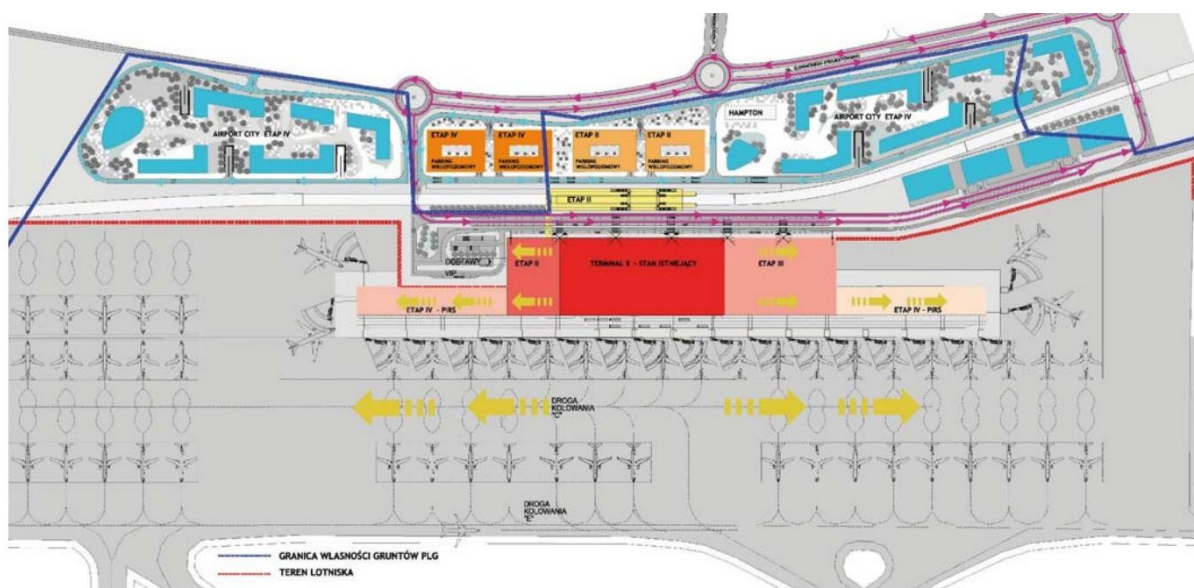 HAMPTON
AIRPORT CITY ETAP IV
AIRPORT CITY ETAP IV
ETAP IV
ETAP IV
ETAP II
ETAP II
PARKING
WIELOPOZIOMOWY
PARKING
WIELOPOZIOMOWY
PARKING
WIELOPOZIOMOWY
PARKING
WIELOPOZIOMOWY
ETAP II
DOSTAWY
VIP
ETAP II
TERMINAL II - STAN ISTNIEJĄCY
ETAP III
ETAP IV - PIRS
ETAP IV - PIRS
DROGA
KOLOWANIA
"C"
DROGA
KOLOWANIA
"E"
GRANICA WŁASNOŚCI GRUNTÓW PLG
TEREN LOTNISKA